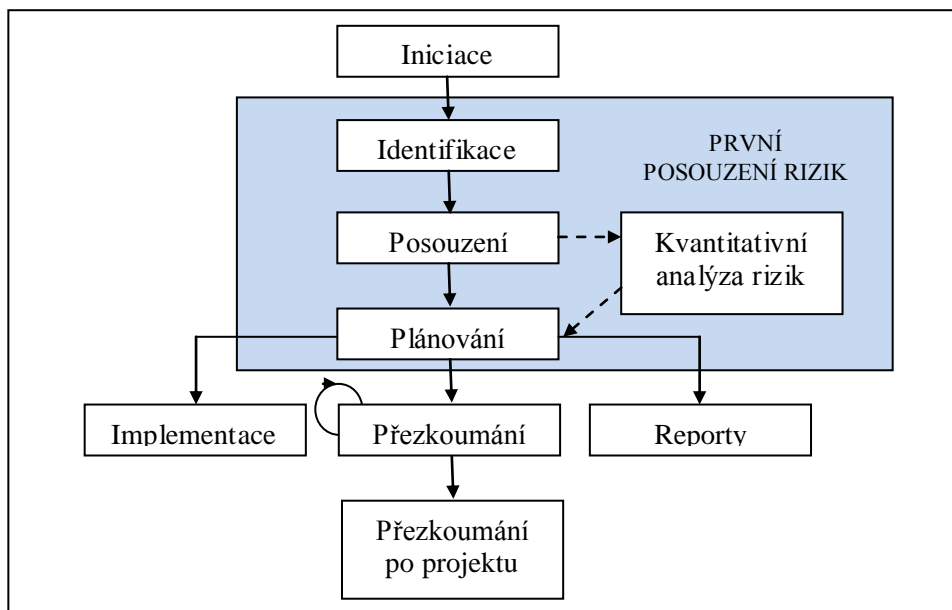 Iniciace
Identifikace
PRVNÍ
POSOUZENÍ RIZIK
Posouzení
Kvantitativní
analýza rizik
Plánování
Implementace
Přezkoumání
Reporty
Přezkoumání
po projektu